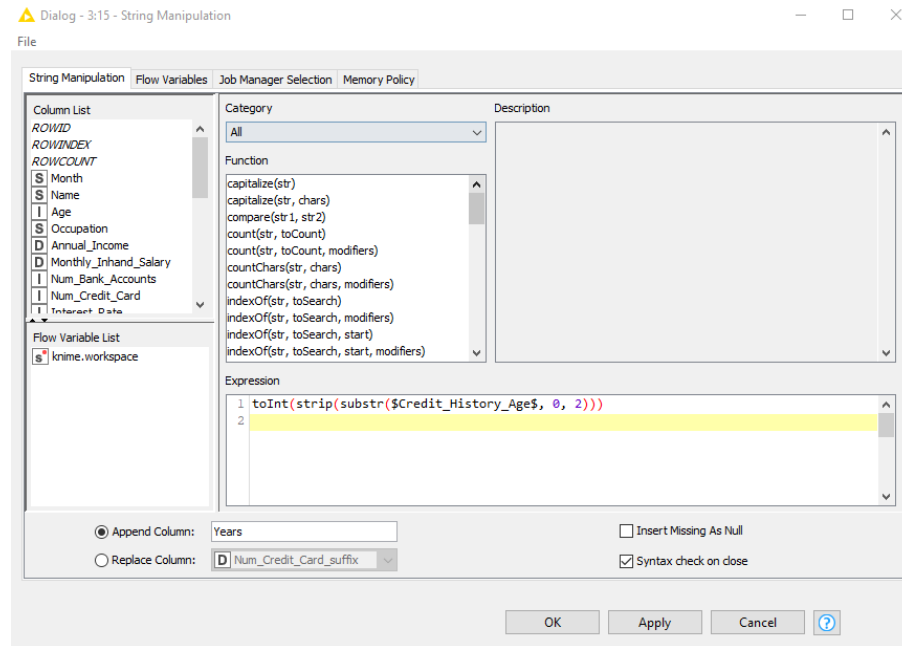 Dialog - 3:15 - String Manipulation
File
String Manipulation Flow Variables Job Manager Selection Memory Policy
Column List
ROWID
ROWINDEX
ROWCOUNT
S Month
S Name
I Age
S Occupation
D Annual_Income
D Monthly_Inhand_Salary
I Num_Bank_Accounts
I Num_Credit_Card
I Interest_Rate
Flow Variable List
s knime.workspace
Category
All
Function
capitalize(str)
capitalize(str, chars)
compare(str1, str2)
count(str, toCount)
count(str, toCount, modifiers)
countChars(str, chars)
countChars(str, chars, modifiers)
indexOf(str, toSearch)
indexOf(str, toSearch, modifiers)
indexOf(str, toSearch, start)
indexOf(str, toSearch, start, modifiers)
Description
Expression
1 toInt(strip(substr($Credit_History_Age$, 0, 2)))
2
Append Column: Years
Replace Column: D Num_Credit_Card_suffix
Insert Missing As Null
Syntax check on close
OK Apply Cancel ?